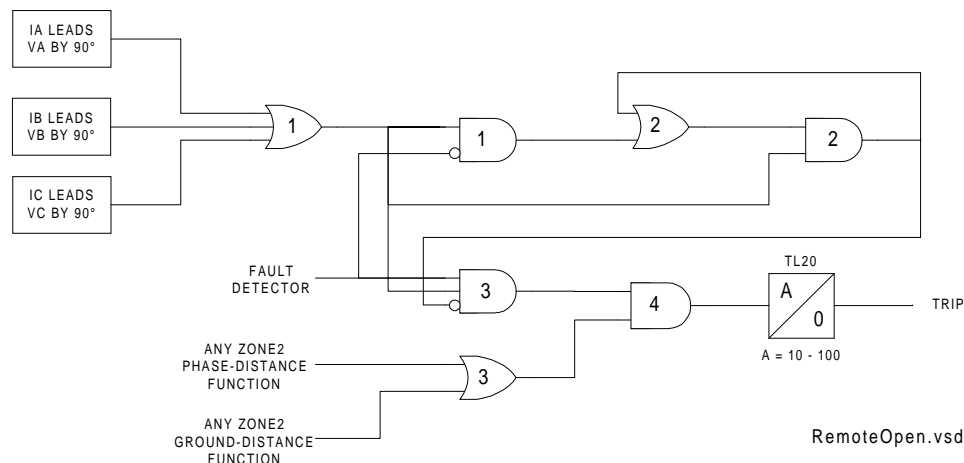 IA LEADS
VA BY 90°
IB LEADS
VB BY 90°
IC LEADS
VC BY 90°
1
1
2
2
FAULT
DETECTOR
3
4
TL20
A
0
A = 10 - 100
TRIP
ANY ZONE2
PHASE-DISTANCE
FUNCTION
3
ANY ZONE2
GROUND-DISTANCE
FUNCTION
RemoteOpen.vsd